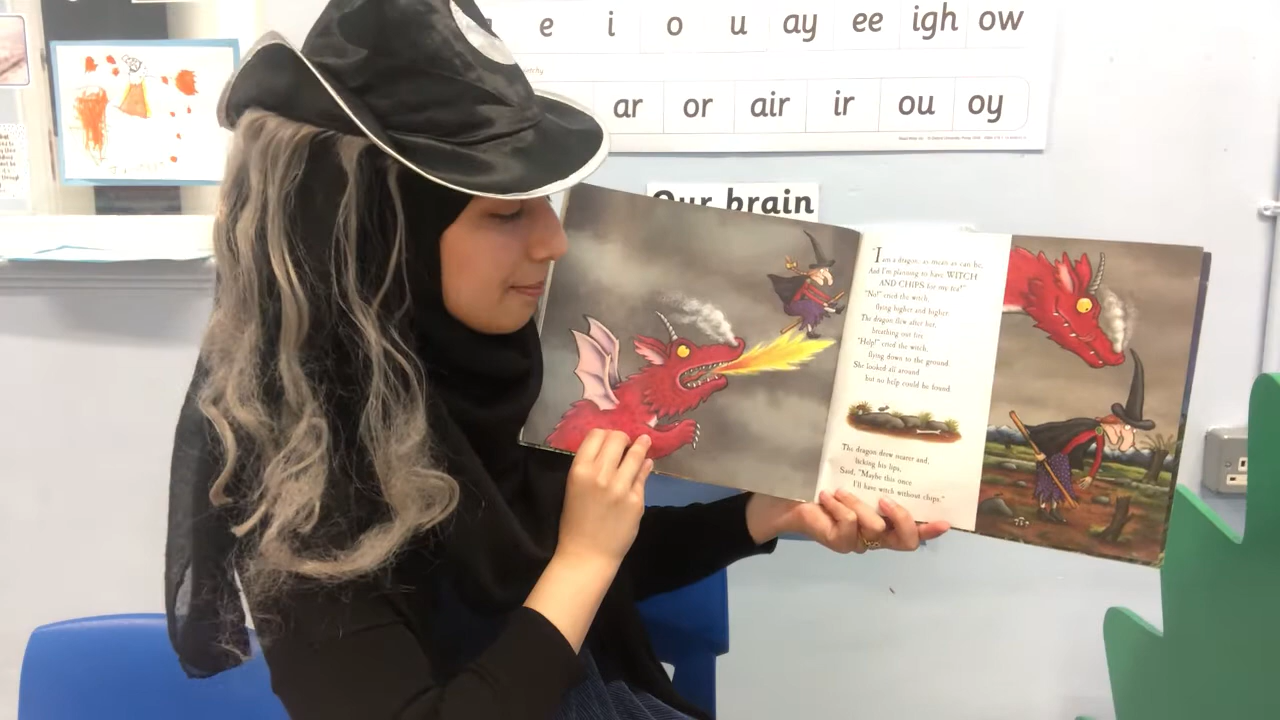 e i o u ay ee igh ow
ar or air ir ou oy
Our brain
"I am a dragon, as mean as can be,
And I'm planning to have WITCH
AND CHIPS for my tea!"
"No!" cried the witch,
flying higher and higher.
The dragon flew after her,
breathing out fire.
"Help!" cried the witch,
flying down to the ground.
She looked all around
but no help could be found.
The dragon drew nearer and,
licking his lips,
Said, "Maybe this once
I'll have witch without chips."